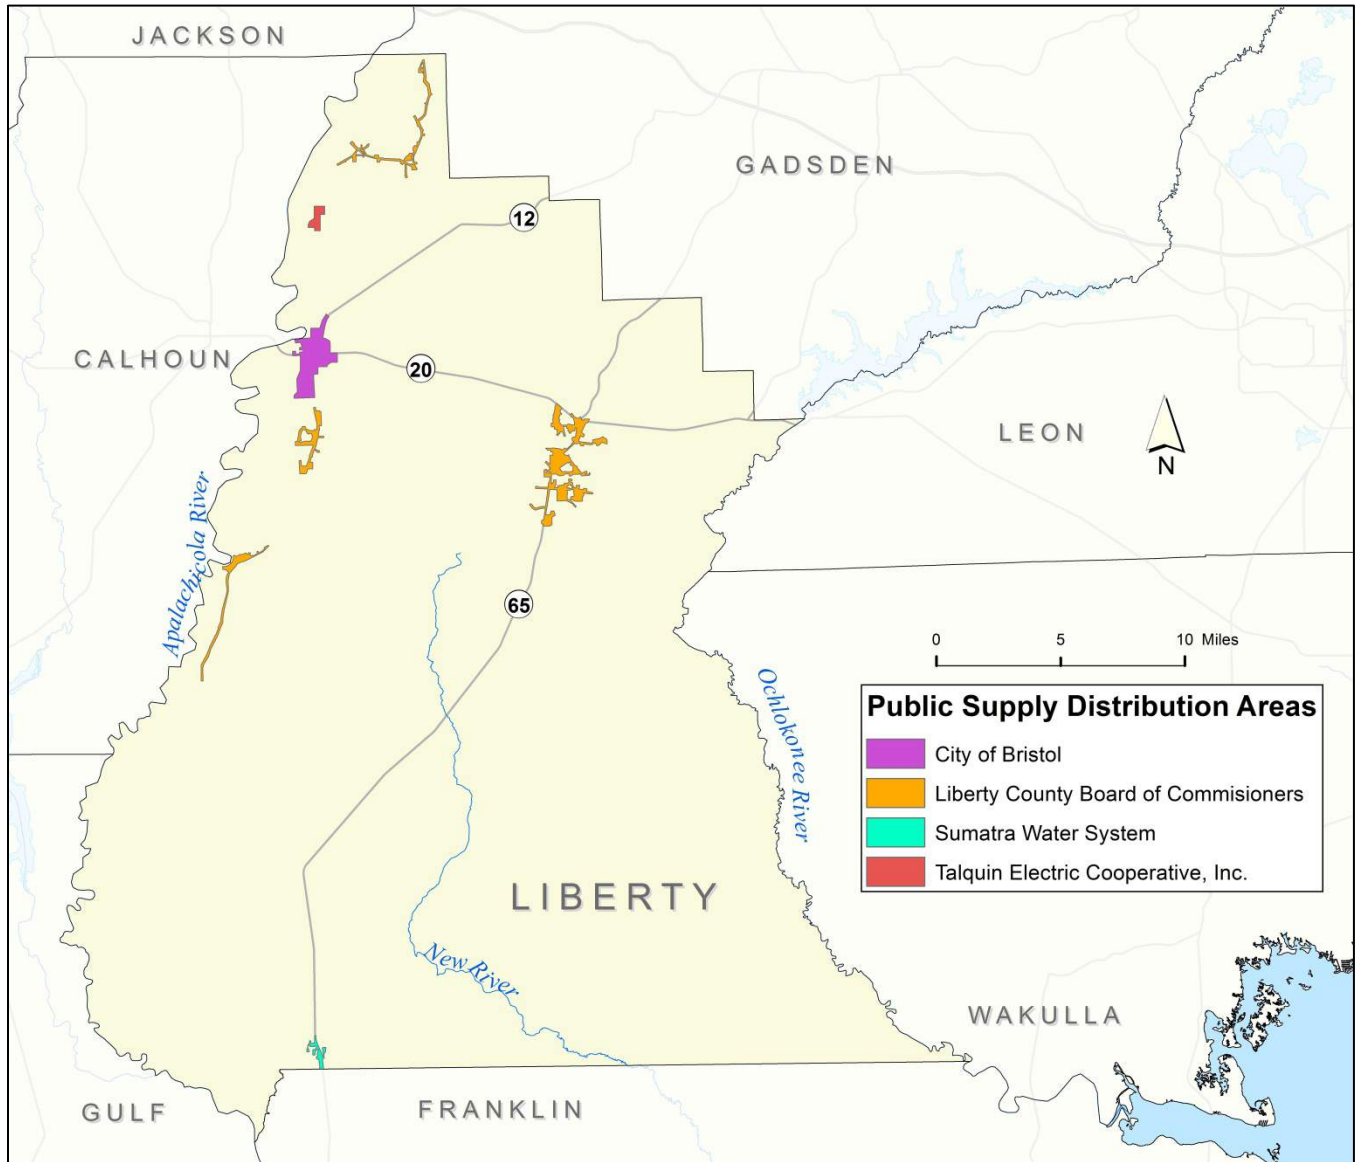 JACKSON
GADSDEN
12
CALHOUN
20
LEON
N
Apalachicola River
65
0 5 10 Miles
Ochlokonee River
Public Supply Distribution Areas
City of Bristol
Liberty County Board of Commisioners
Sumatra Water System
Talquin Electric Cooperative, Inc.
LIBERTY
New River
WAKULLA
GULF
FRANKLIN